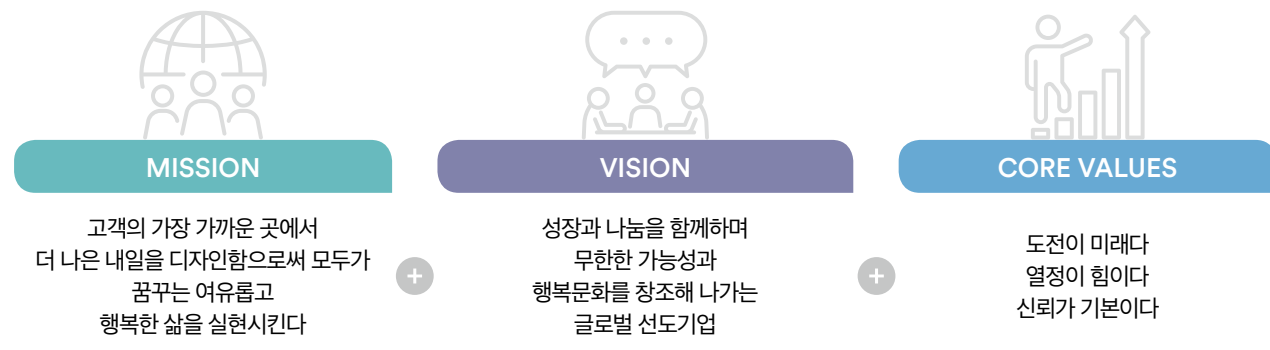 MISSION
고객의 가장 가까운 곳에서
더 나은 내일을 디자인함으로써 모두가
꿈꾸는 여유롭고
행복한 삶을 실현시킨다
VISION
성장과 나눔을 함께하며
무한한 가능성과
행복문화를 창조해 나가는
글로벌 선도기업
CORE VALUES
도전이 미래다
열정이 힘이다
신뢰가 기본이다